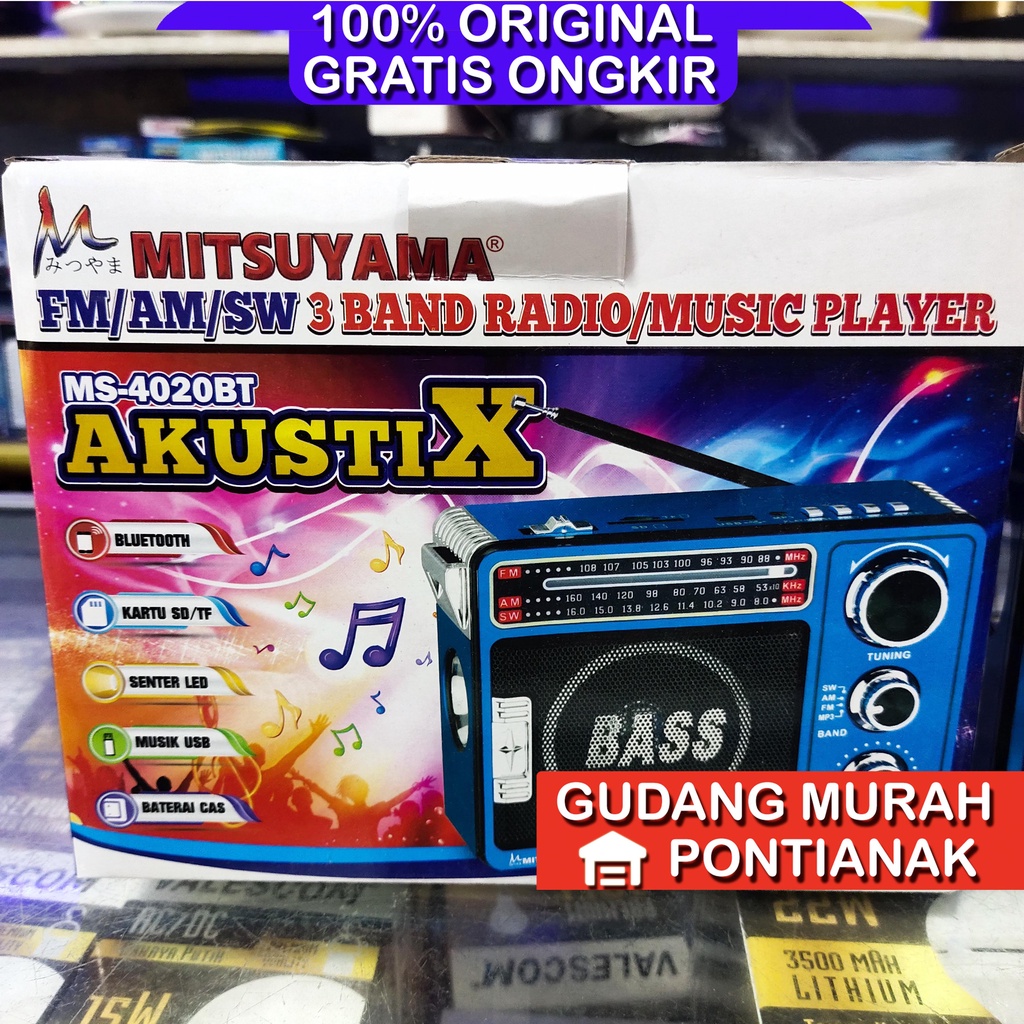 100% ORIGINAL
GRATIS ONGKIR
みつやま MITSUYAMA®
FM/AM/SW 3 BAND RADIO/MUSIC PLAYER
MS-4020BT
AKUSTIX
BLUETOOTH
KARTU SD/TF
SENTER LED
MUSIK USB
BATERAI CAS
FM 108 107 105 103 100 96 93 90 88 MHz
AM 160 140 120 98 80 70 63 58 53x10 KHz
SW 16.0 15.0 13.8 12.6 11.4 10.2 9.0 8.0 MHz
TUNING
SW
AM
FM
MP3
BAND
BASS
GUDANG MURAH
PONTIANAK
VALESCOM
AC/DC
VALESCOM
M22
3500 MAH
LITHIUM